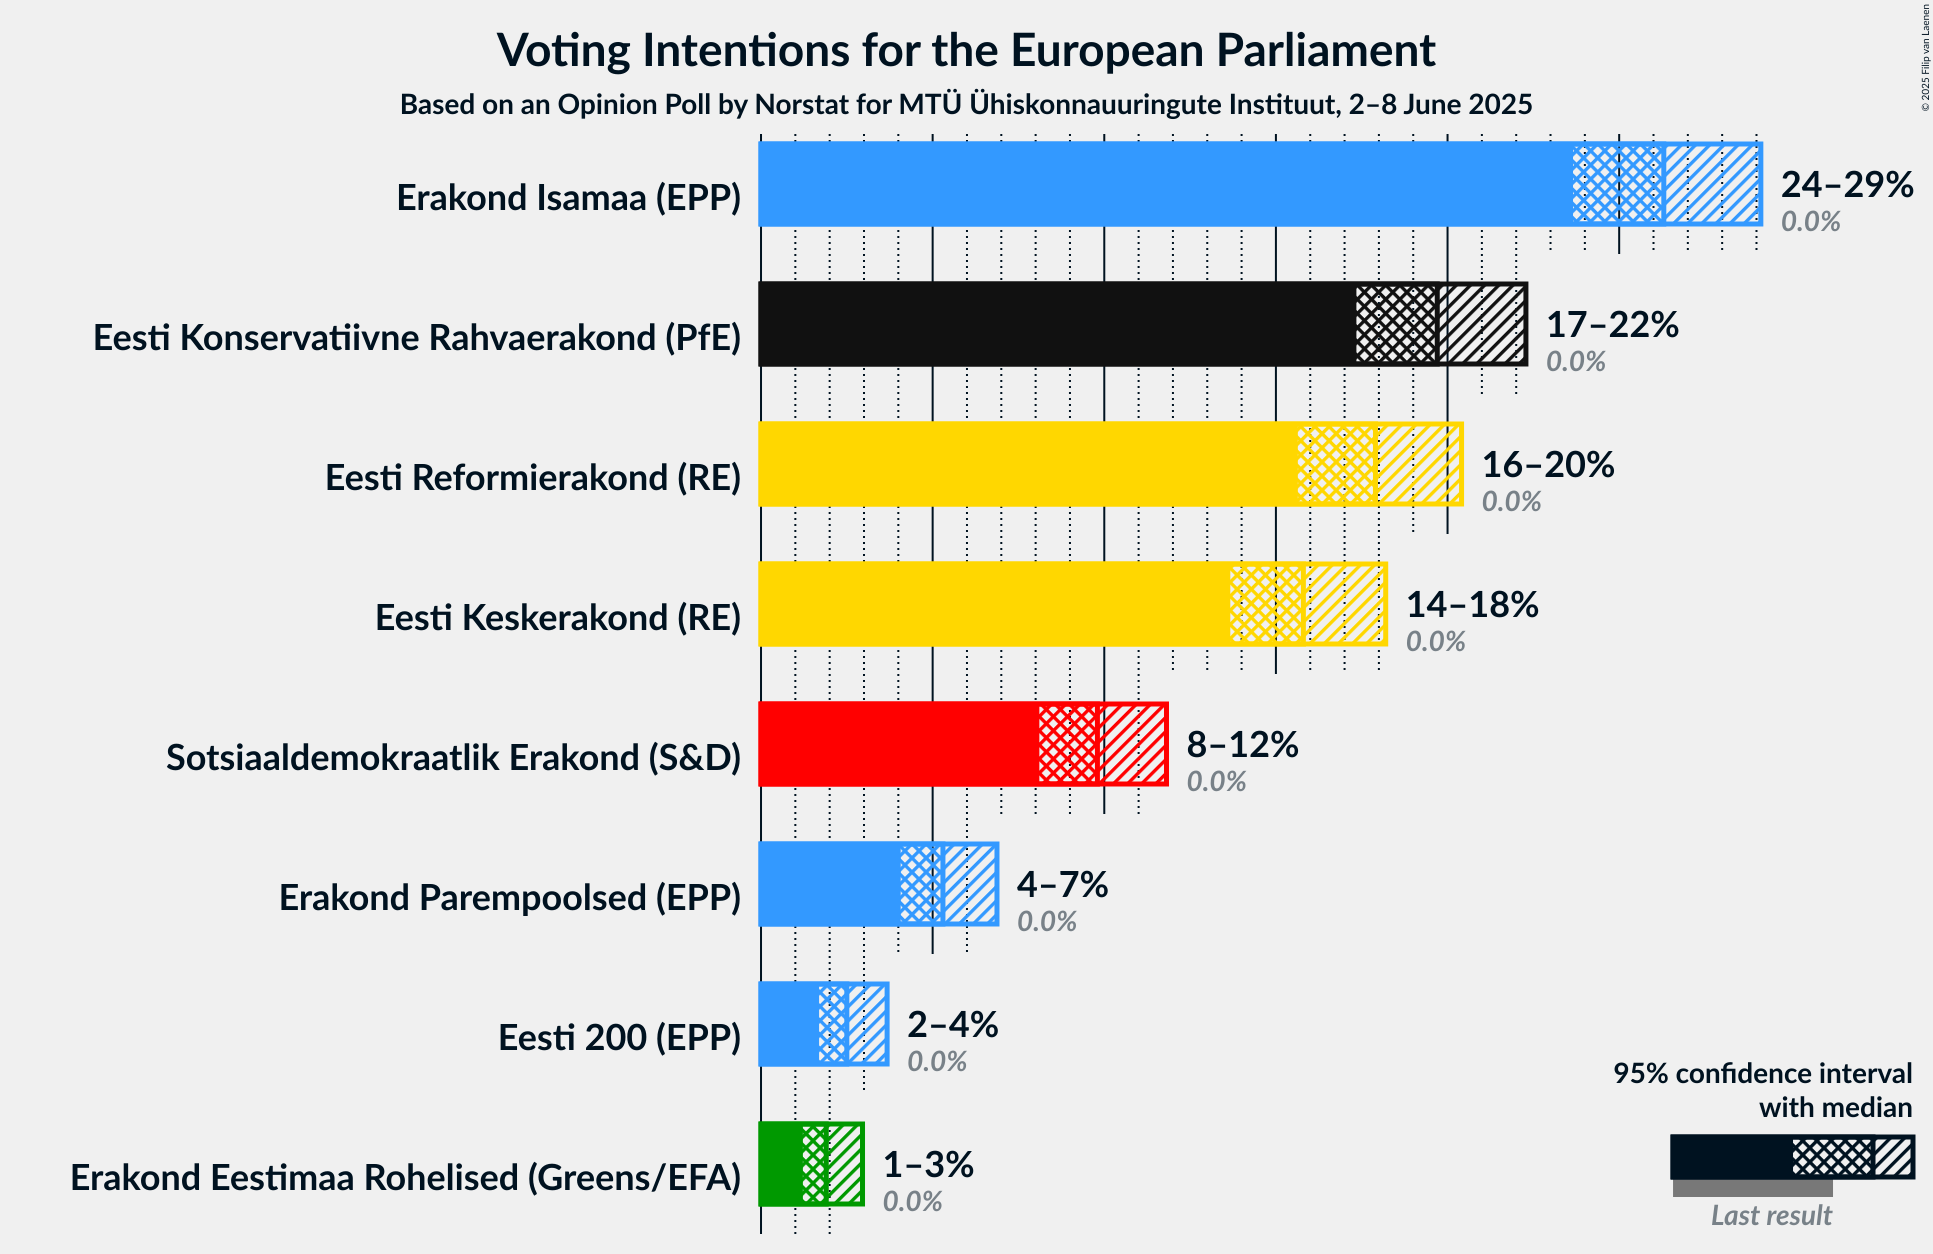 Voting Intentions for the European Parliament
Based on an Opinion Poll by Norstat for MTÜ Ühiskonnauuringute Instituut, 2–8 June 2025
© 2025 Filip van Laenen
Erakond Isamaa (EPP)
24–29%
0.0%
Eesti Konservatiivne Rahvaerakond (PfE)
17–22%
0.0%
Eesti Reformierakond (RE)
16–20%
0.0%
Eesti Keskerakond (RE)
14–18%
0.0%
Sotsiaaldemokraatlik Erakond (S&D)
8–12%
0.0%
Erakond Parempoolsed (EPP)
4–7%
0.0%
Eesti 200 (EPP)
2–4%
0.0%
Erakond Eestimaa Rohelised (Greens/EFA)
1–3%
0.0%
95% confidence interval
with median
Last result